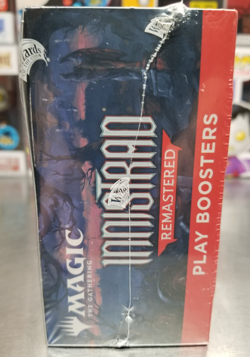 MAGIC
THE GATHERING
INNISTRAD
REMASTERED
PLAY BOOSTERS